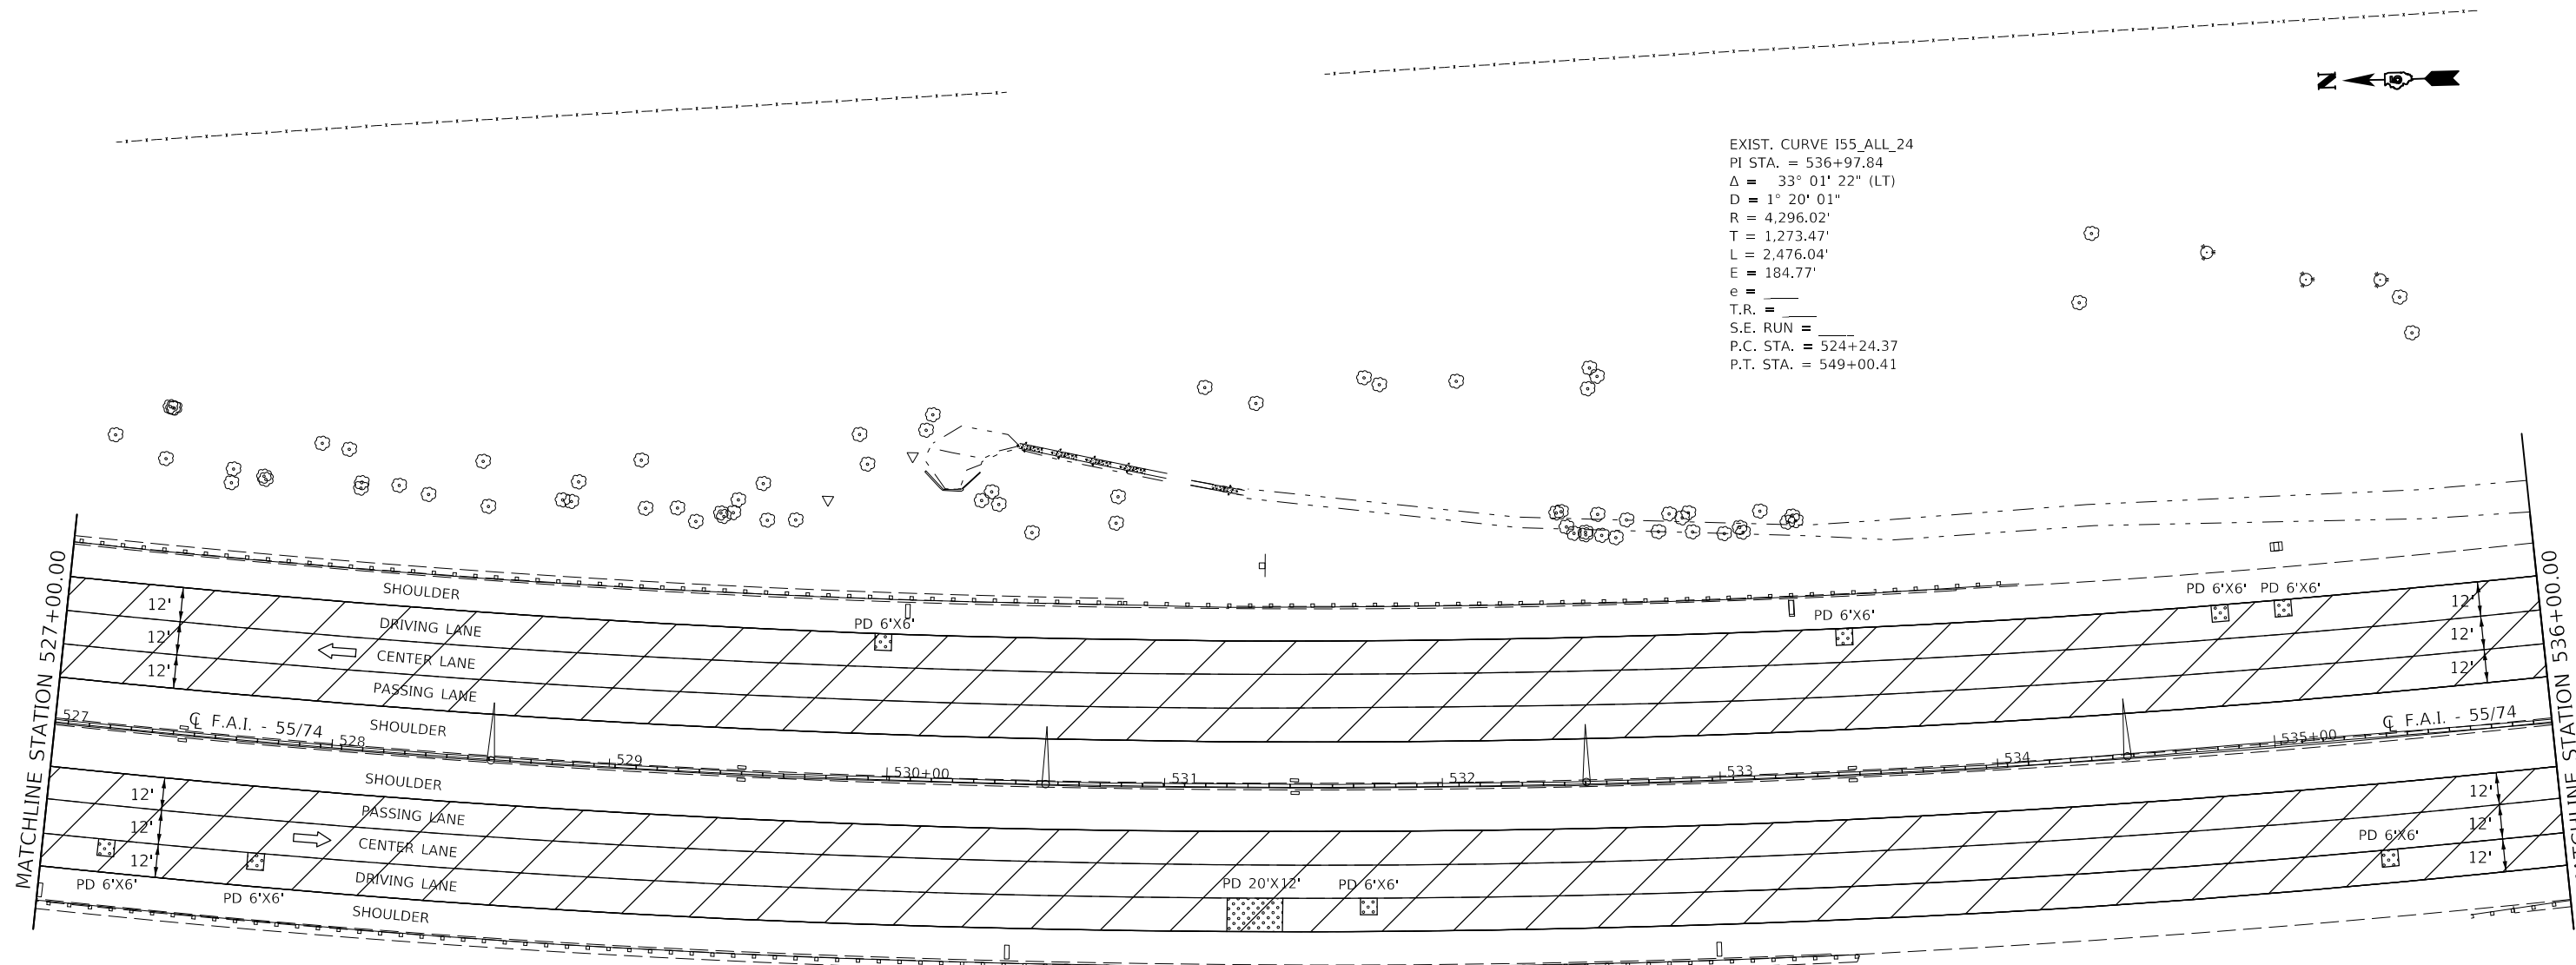 N
EXIST. CURVE I55_ALL_24
PI STA. = 536+97.84
Δ = 33° 01' 22" (LT)
D = 1° 20' 01"
R = 4,296.02'
T = 1,273.47'
L = 2,476.04'
E = 184.77'
e = ____
T.R. = ____
S.E. RUN = ____
P.C. STA. = 524+24.37
P.T. STA. = 549+00.41
MATCHLINE STATION 527+00.00
MATCHLINE STATION 536+00.00
SHOULDER
PD 6'X6'
PD 6'X6'
PD 6'X6'
PD 6'X6'
12'
12'
12'
DRIVING LANE
CENTER LANE
PASSING LANE
12'
12'
12'
SHOULDER
527
℄ F.A.I. - 55/74
528
529
530+00
531
532
533
534
535+00
℄ F.A.I. - 55/74
SHOULDER
12'
12'
12'
PASSING LANE
CENTER LANE
DRIVING LANE
12'
12'
12'
PD 6'X6'
PD 6'X6'
PD 20'X12'
PD 6'X6'
PD 6'X6'
SHOULDER